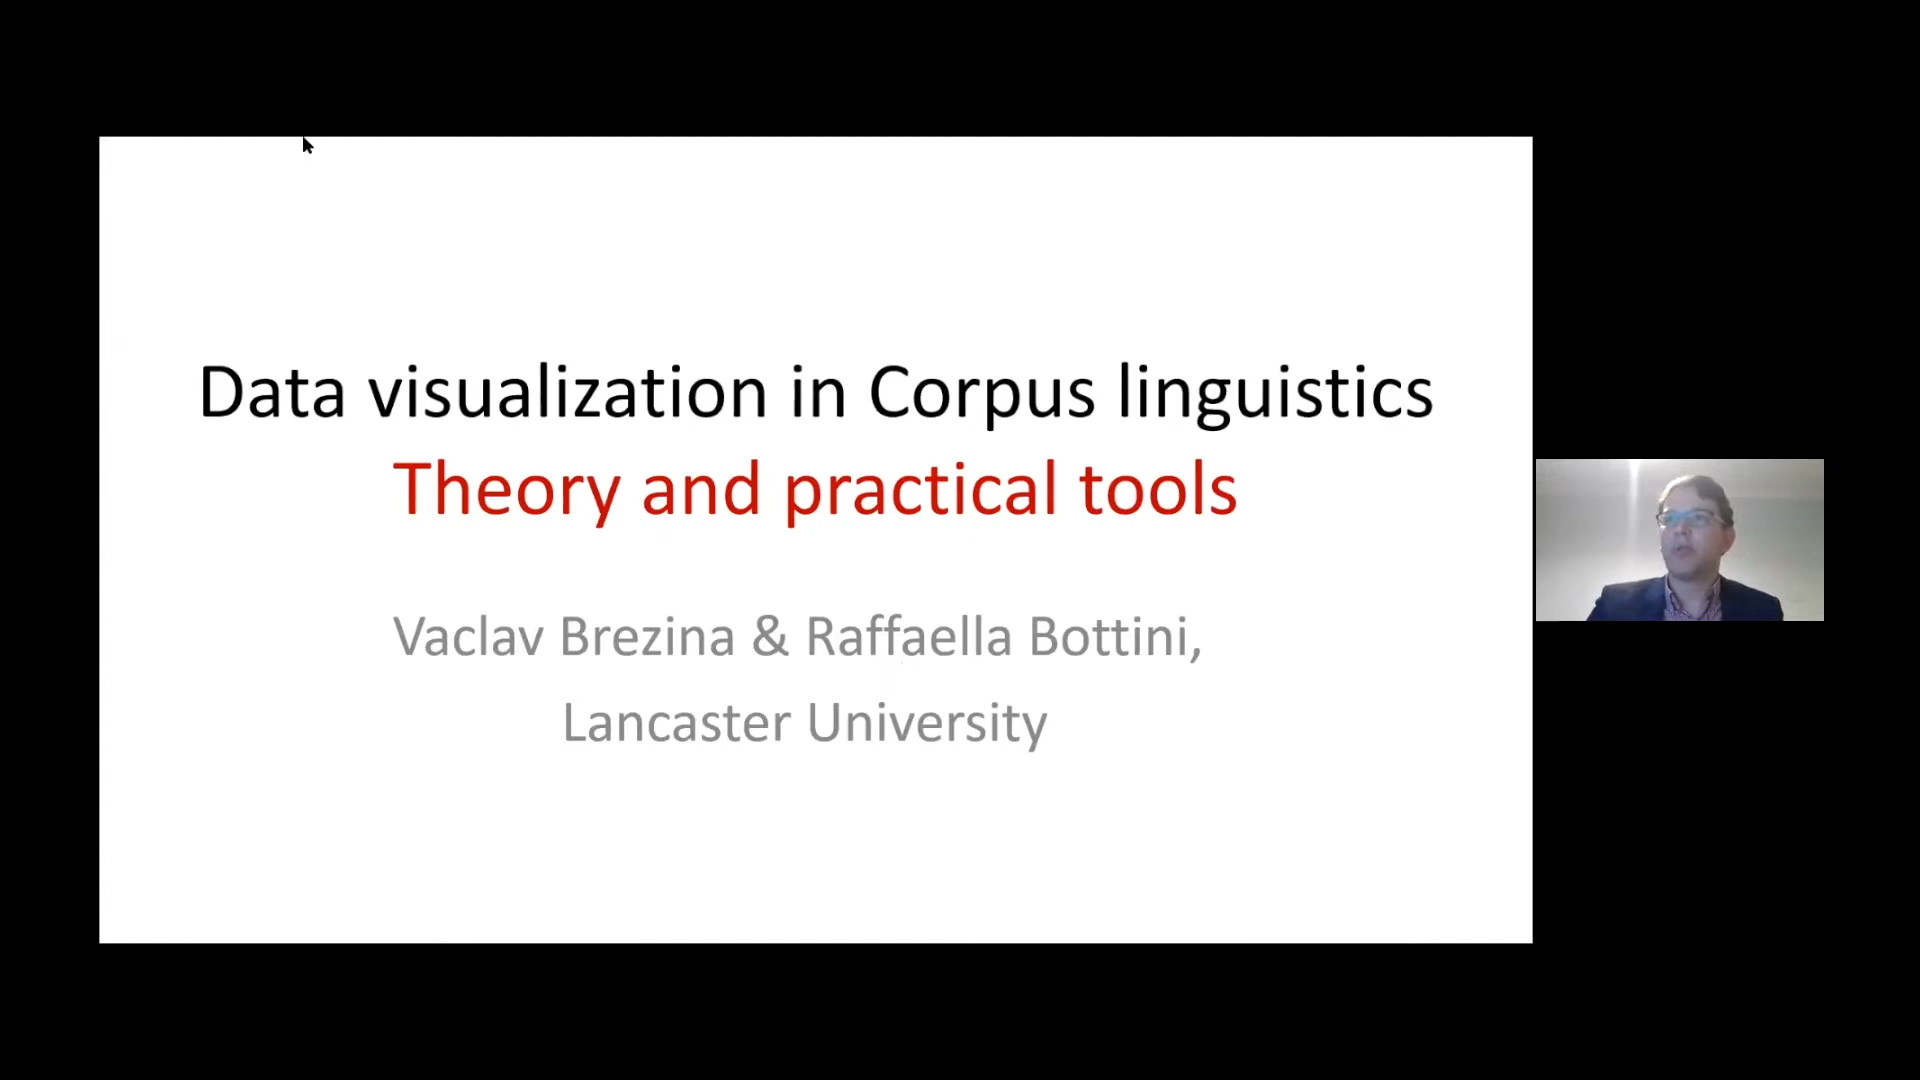 Data visualization in Corpus linguistics
Theory and practical tools
Vaclav Brezina & Raffaella Bottini,
Lancaster University